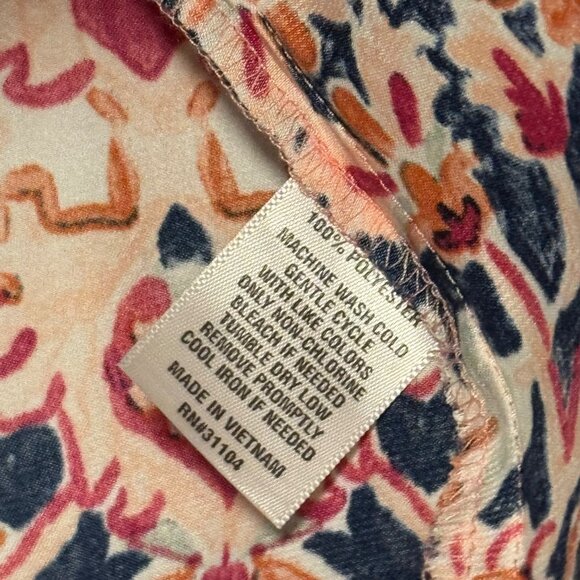 100% POLYESTER
MACHINE WASH COLD
GENTLE CYCLE
WITH LIKE COLORS
ONLY NON-CHLORINE
BLEACH IF NEEDED
TUMBLE DRY LOW
REMOVE PROMPTLY
COOL IRON IF NEEDED
MADE IN VIETNAM
RN#31104